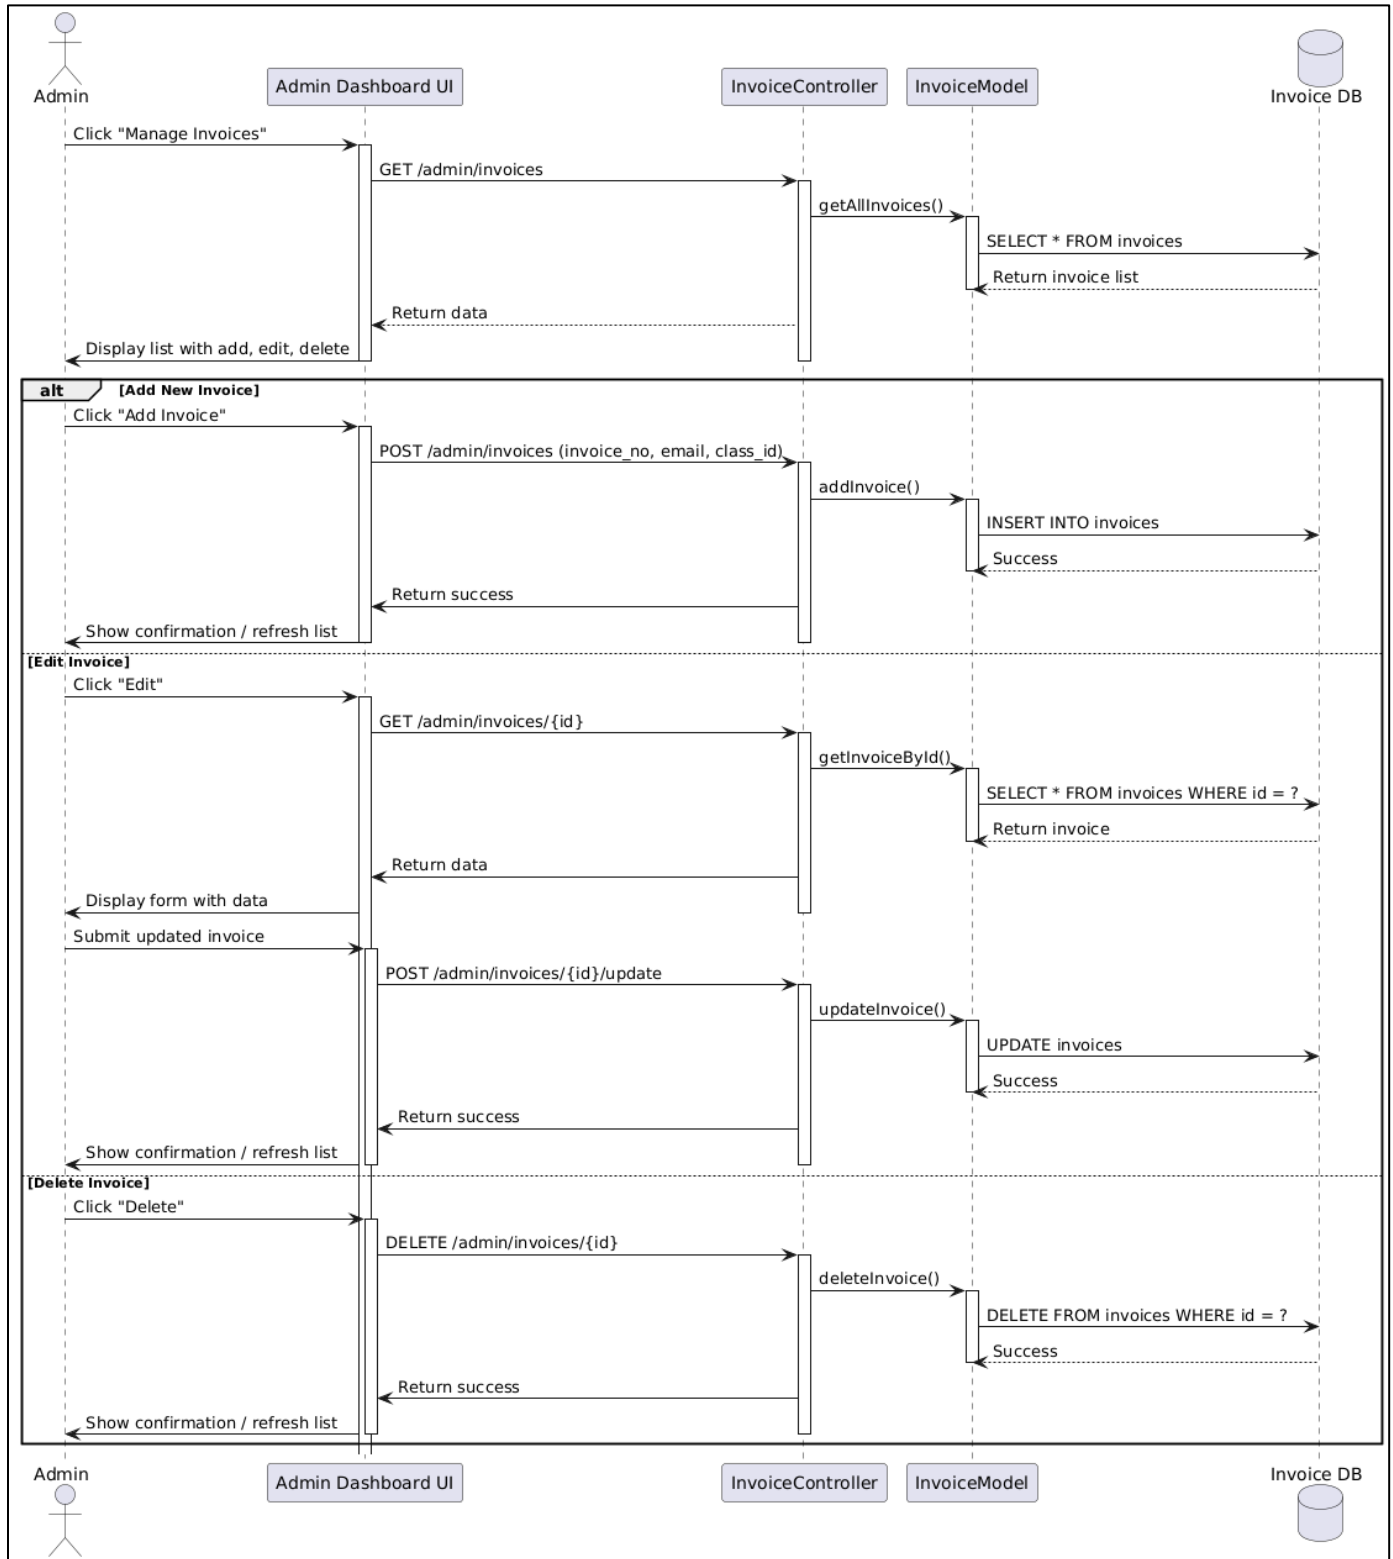 Admin
Admin Dashboard UI
InvoiceController
InvoiceModel
Invoice DB
Click "Manage Invoices"
GET /admin/invoices
getAllInvoices()
SELECT * FROM invoices
Return invoice list
Return data
Display list with add, edit, delete
alt [Add New Invoice]
Click "Add Invoice"
POST /admin/invoices (invoice_no, email, class_id)
addInvoice()
INSERT INTO invoices
Success
Return success
Show confirmation / refresh list
[Edit Invoice]
Click "Edit"
GET /admin/invoices/{id}
getInvoiceById()
SELECT * FROM invoices WHERE id = ?
Return invoice
Return data
Display form with data
Submit updated invoice
POST /admin/invoices/{id}/update
updateInvoice()
UPDATE invoices
Success
Return success
Show confirmation / refresh list
[Delete Invoice]
Click "Delete"
DELETE /admin/invoices/{id}
deleteInvoice()
DELETE FROM invoices WHERE id = ?
Success
Return success
Show confirmation / refresh list
Admin
Admin Dashboard UI
InvoiceController
InvoiceModel
Invoice DB